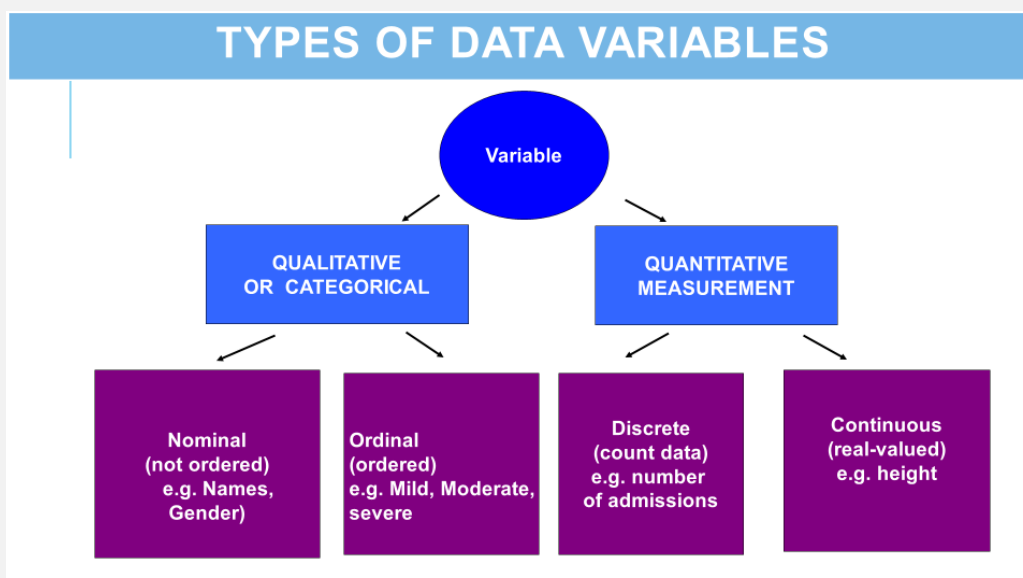 TYPES OF DATA VARIABLES
Variable
QUALITATIVE
OR CATEGORICAL
QUANTITATIVE
MEASUREMENT
Nominal
(not ordered)
e.g. Names,
Gender)
Ordinal
(ordered)
e.g. Mild, Moderate,
severe
Discrete
(count data)
e.g. number
of admissions
Continuous
(real-valued)
e.g. height